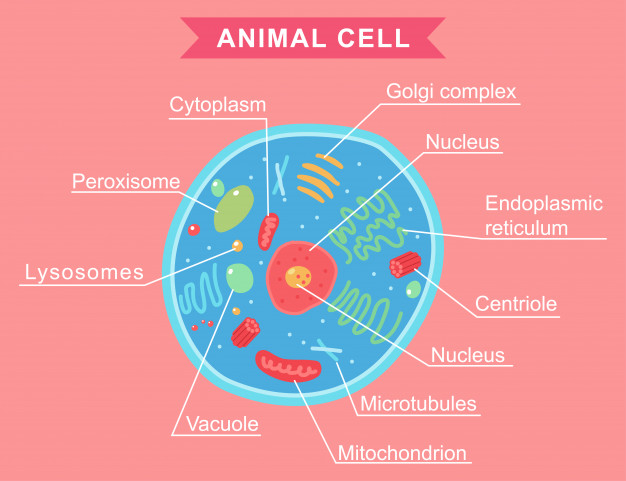 ANIMAL CELL
Golgi complex
Cytoplasm
Nucleus
Peroxisome
Endoplasmic
reticulum
Lysosomes
Centriole
Nucleus
Microtubules
Vacuole
Mitochondrion